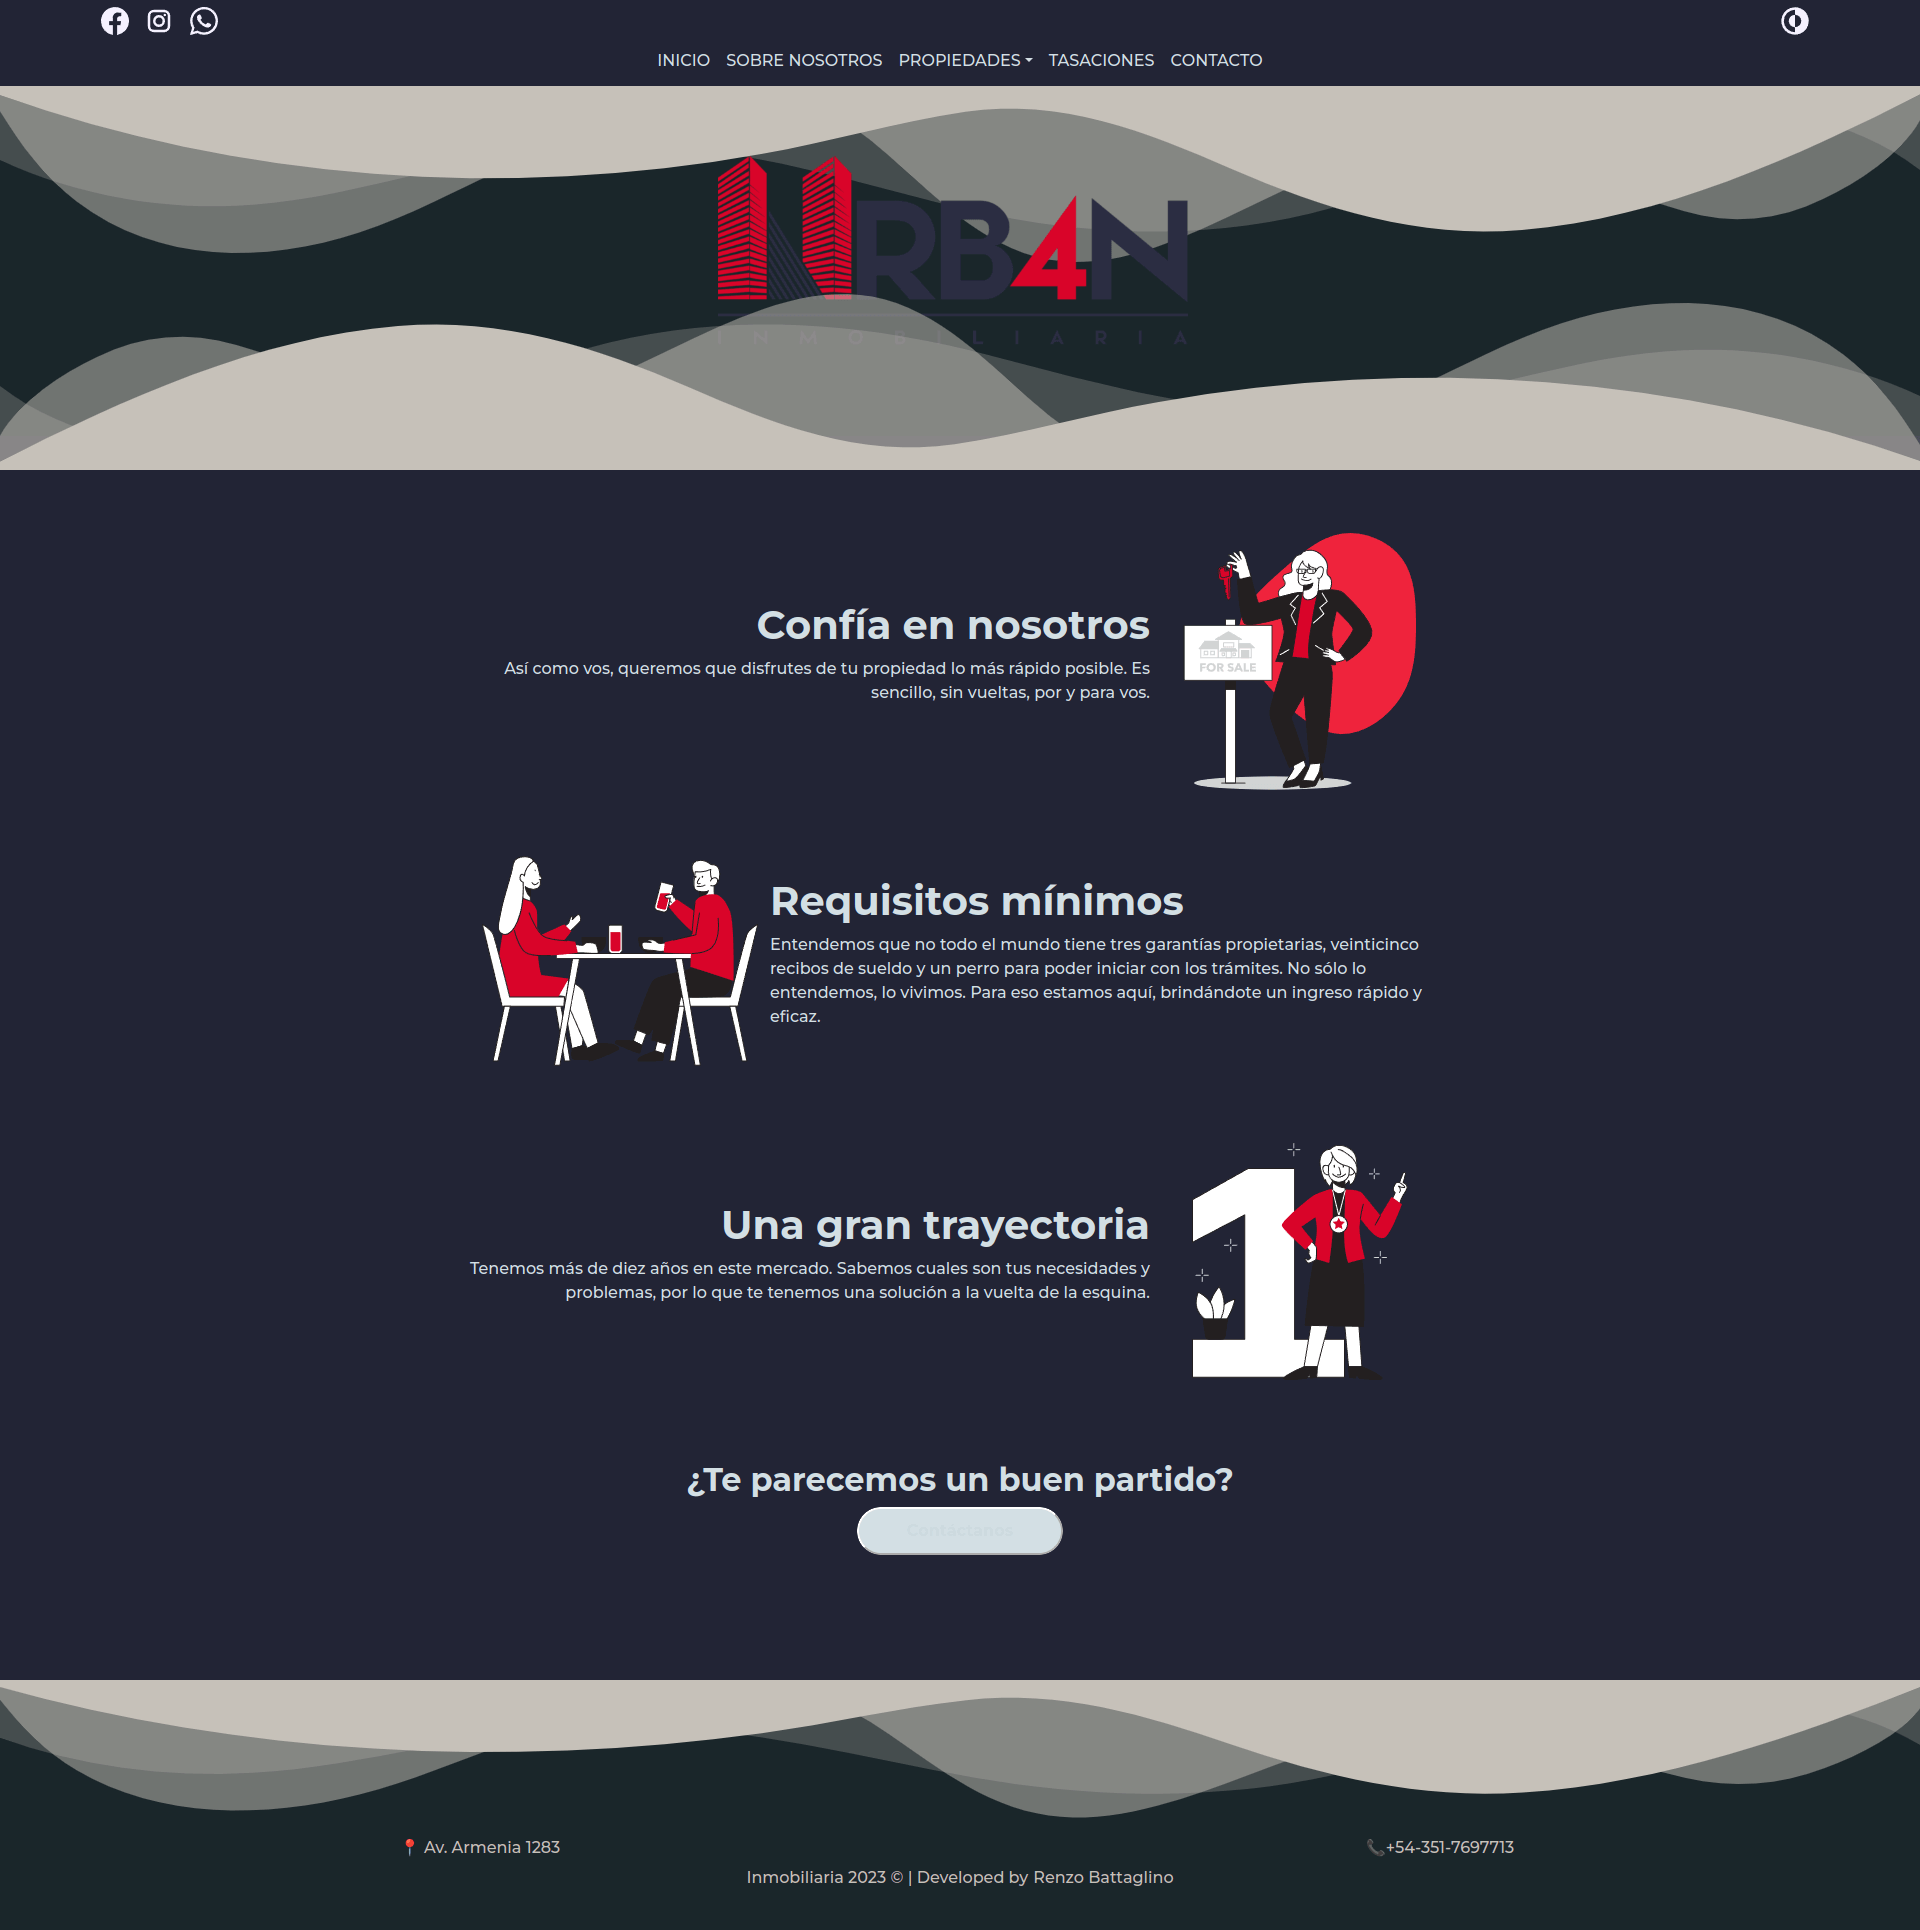 INICIO SOBRE NOSOTROS PROPIEDADES TASACIONES CONTACTO
URB4N
INMOBILIARIA
Confía en nosotros
Así como vos, queremos que disfrutes de tu propiedad lo más rápido posible. Es
sencillo, sin vueltas, por y para vos.
FOR SALE
Requisitos mínimos
Entendemos que no todo el mundo tiene tres garantías propietarias, veinticinco
recibos de sueldo y un perro para poder iniciar con los trámites. No sólo lo
entendemos, lo vivimos. Para eso estamos aquí, brindándote un ingreso rápido y
eficaz.
1
Una gran trayectoria
Tenemos más de diez años en este mercado. Sabemos cuales son tus necesidades y
problemas, por lo que te tenemos una solución a la vuelta de la esquina.
¿Te parecemos un buen partido?
Contáctanos
📍 Av. Armenia 1283
📞+54-351-7697713
Inmobiliaria 2023 © | Developed by Renzo Battaglino